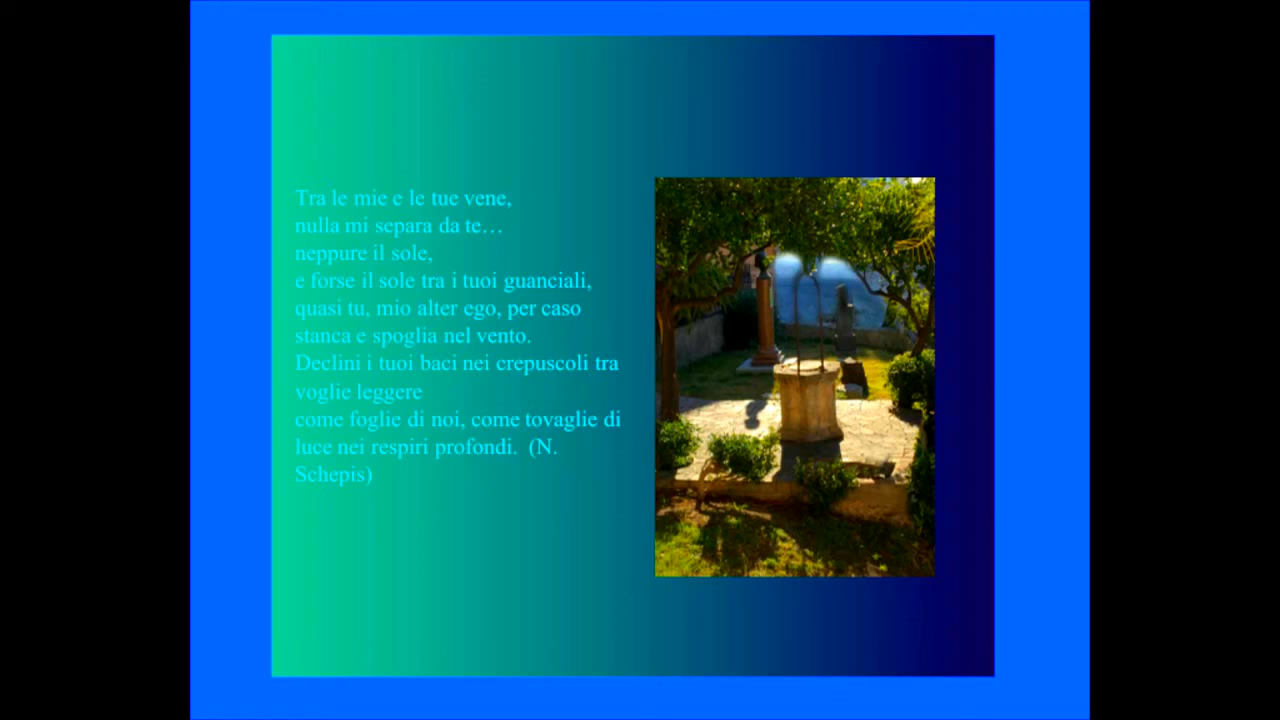 Tra le mie e le tue vene,
nulla mi separa da te…
neppure il sole,
e forse il sole tra i tuoi guanciali,
quasi tu, mio alter ego, per caso
stanca e spoglia nel vento.
Declini i tuoi baci nei crepuscoli tra
voglie leggere
come foglie di noi, come tovaglie di
luce nei respiri profondi.  (N.
Schepis)